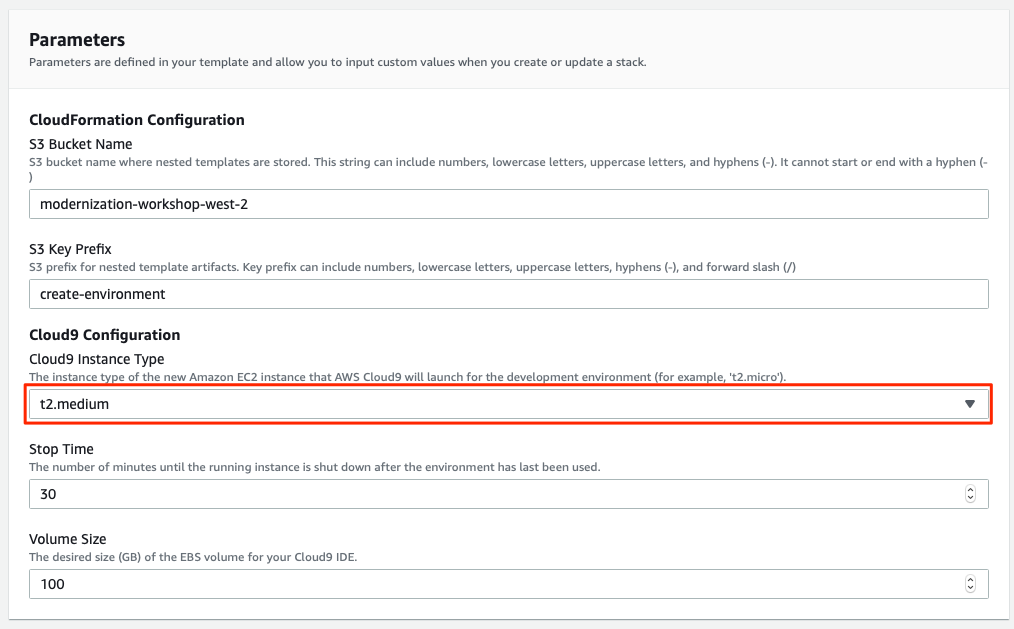 Parameters
Parameters are defined in your template and allow you to input custom values when you create or update a stack.
CloudFormation Configuration
S3 Bucket Name
S3 bucket name where nested templates are stored. This string can include numbers, lowercase letters, uppercase letters, and hyphens (-). It cannot start or end with a hyphen (-
)
modernization-workshop-west-2
S3 Key Prefix
S3 prefix for nested template artifacts. Key prefix can include numbers, lowercase letters, uppercase letters, hyphens (-), and forward slash (/)
create-environment
Cloud9 Configuration
Cloud9 Instance Type
The instance type of the new Amazon EC2 instance that AWS Cloud9 will launch for the development environment (for example, 't2.micro').
t2.medium
Stop Time
The number of minutes until the running instance is shut down after the environment has last been used.
30
Volume Size
The desired size (GB) of the EBS volume for your Cloud9 IDE.
100